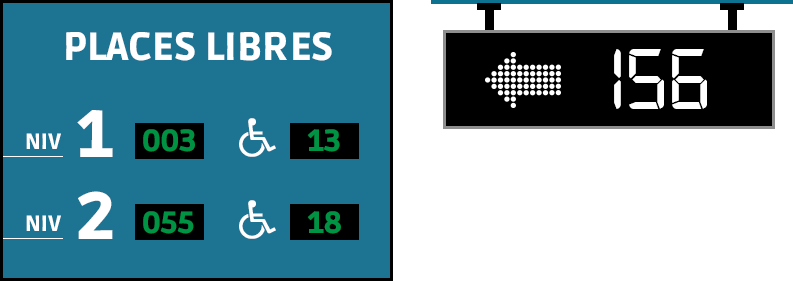 PLACES LIBRES
NIV 1 003 13
NIV 2 055 18
156